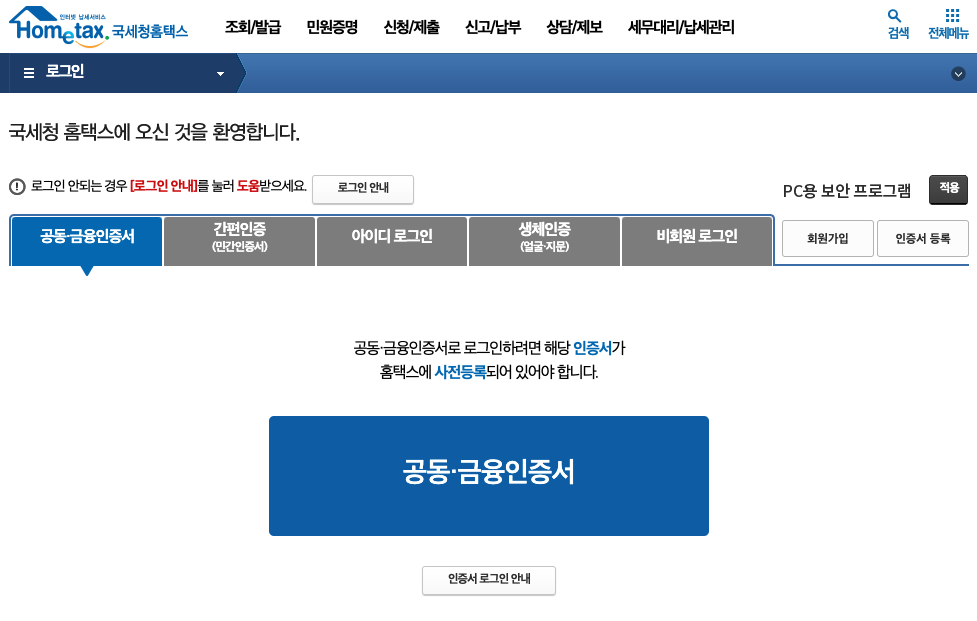 인터넷 납세서비스
Hometax. 국세청홈택스
조회/발급 민원증명 신청/제출 신고/납부 상담/제보 세무대리/납세관리
검색 전체메뉴
로그인
국세청 홈택스에 오신 것을 환영합니다.
로그인 안되는 경우 [로그인 안내]를 눌러 도움받으세요. 로그인 안내
PC용 보안 프로그램 적용
공동·금융인증서 간편인증 (민간인증서) 아이디 로그인 생체인증 (얼굴·지문) 비회원 로그인
회원가입 인증서 등록
공동·금융인증서로 로그인하려면 해당 인증서가
홈택스에 사전등록되어 있어야 합니다.
공동·금융인증서
인증서 로그인 안내